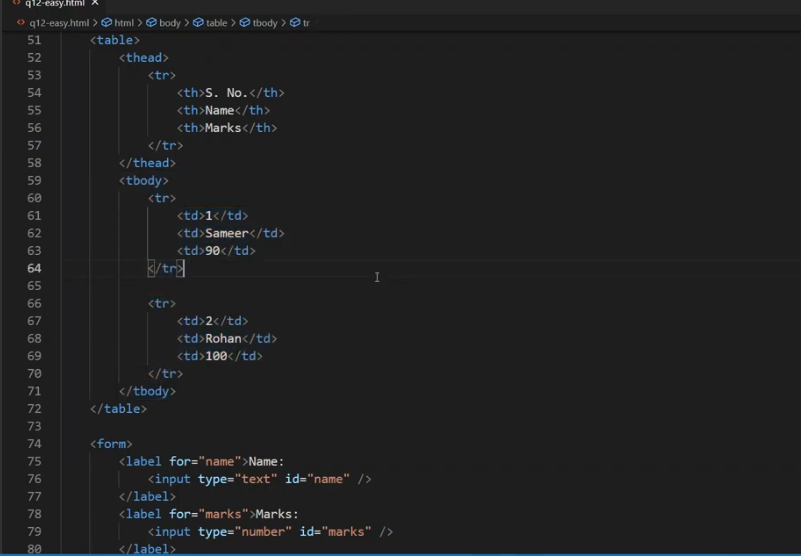 q12-easy.html ×
q12-easy.html > html > body > table > tbody > tr
51 <table>
52 <thead>
53 <tr>
54 <th>S. No.</th>
55 <th>Name</th>
56 <th>Marks</th>
57 </tr>
58 </thead>
59 <tbody>
60 <tr>
61 <td>1</td>
62 <td>Sameer</td>
63 <td>90</td>
64 </tr>
65
66 <tr>
67 <td>2</td>
68 <td>Rohan</td>
69 <td>100</td>
70 </tr>
71 </tbody>
72 </table>
73
74 <form>
75 <label for="name">Name:
76 <input type="text" id="name" />
77 </label>
78 <label for="marks">Marks:
79 <input type="number" id="marks" />
80 </label>